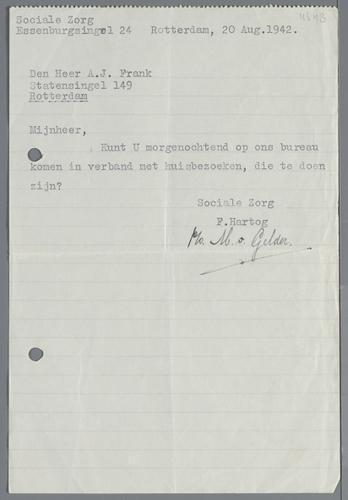 Sociale Zorg
Essenburgsingel 24 Rotterdam, 20 Aug.1942.
Den Heer A.J. Frank
Statensingel 149
Rotterdam
Mijnheer,
Kunt U morgenochtend op ons bureau
komen in verband met huisbezoeken, die te doen
zijn?
Sociale Zorg
F.Hartog
M. v. Gelder.